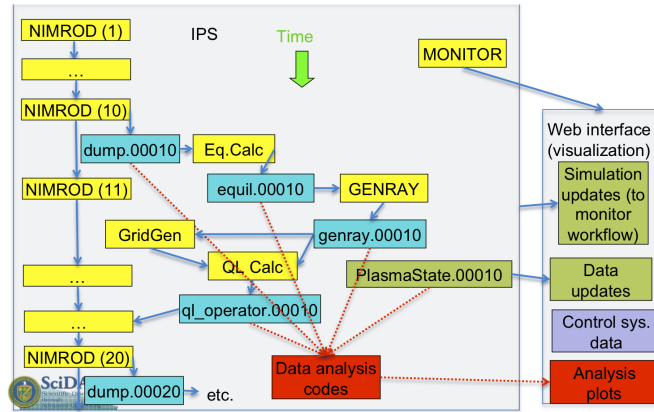 NIMROD (1)
IPS
Time
MONITOR
...
NIMROD (10)
dump.00010
Eq.Calc
Web interface
(visualization)
Simulation
updates (to
monitor
workflow)
NIMROD (11)
equil.00010
GENRAY
GridGen
genray.00010
QL Calc
PlasmaState.00010
Data
updates
...
ql_operator.00010
...
Control sys.
data
NIMROD (20)
Data analysis
codes
Analysis
plots
SciDA
dump.00020
etc.